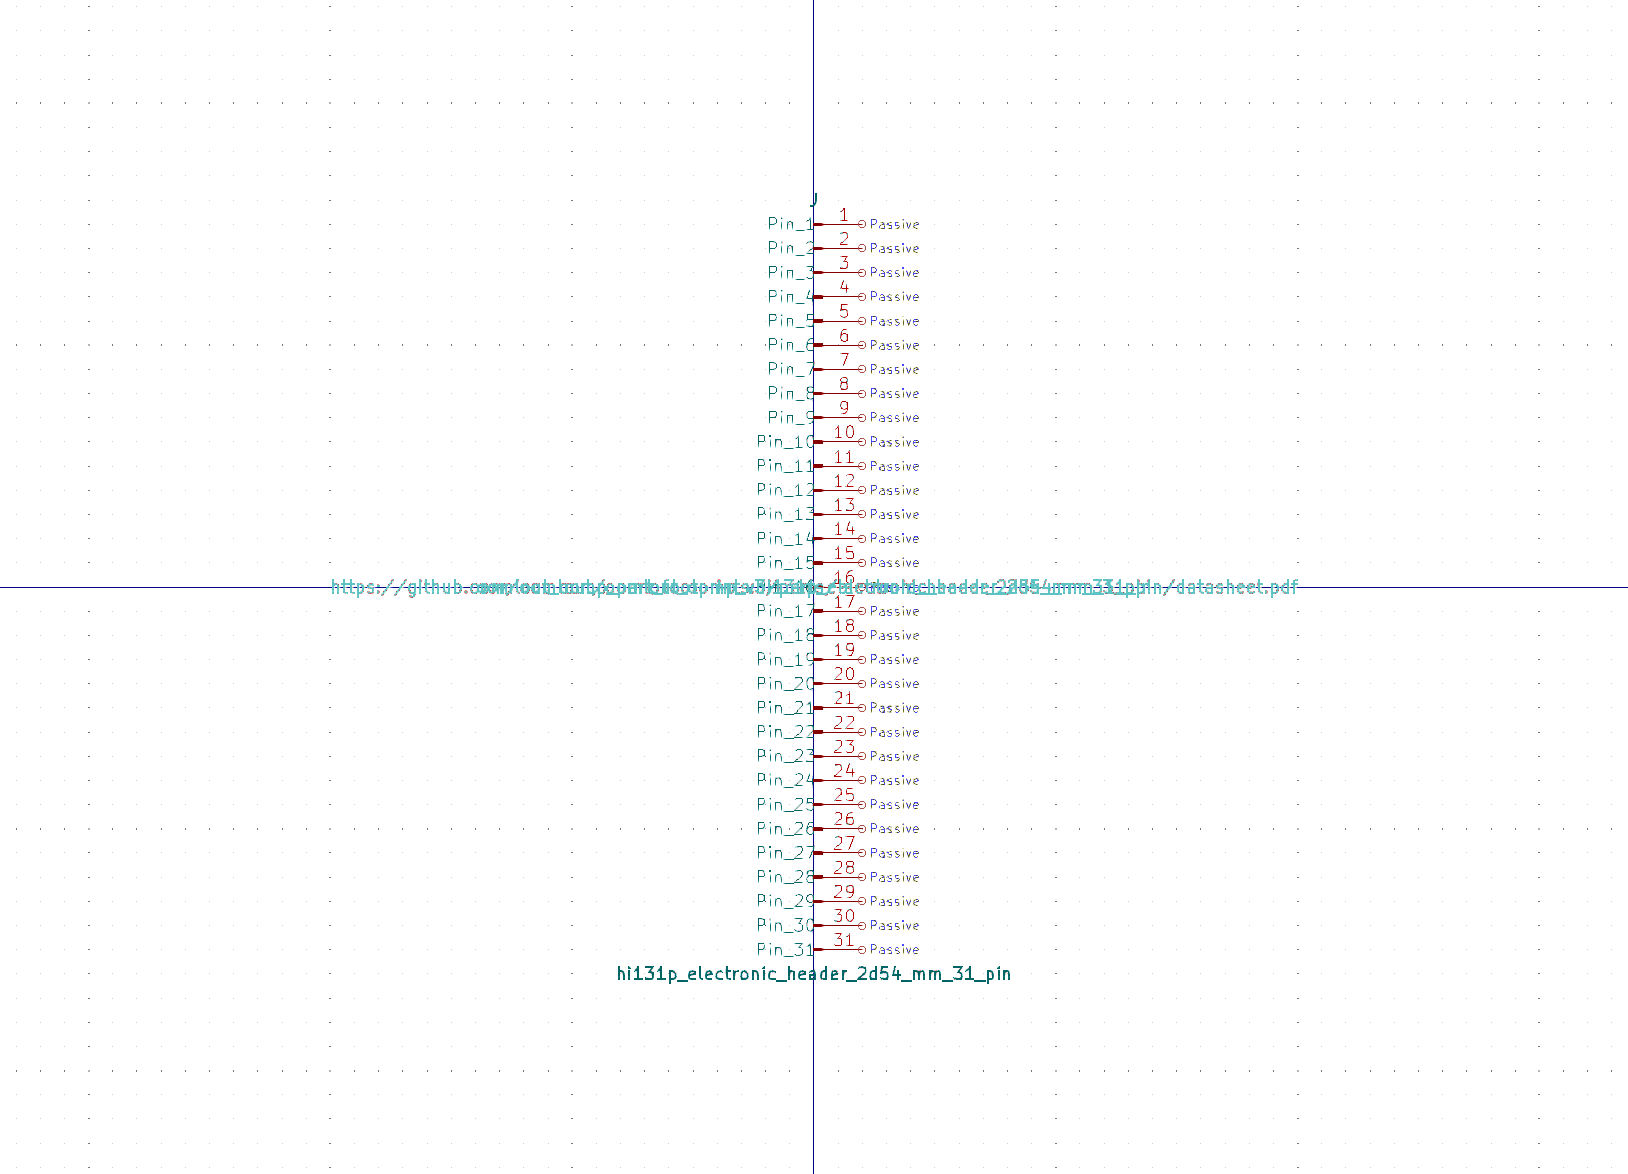 J
Pin_1 1 Passive
Pin_2 2 Passive
Pin_3 3 Passive
Pin_4 4 Passive
Pin_5 5 Passive
Pin_6 6 Passive
Pin_7 7 Passive
Pin_8 8 Passive
Pin_9 9 Passive
Pin_10 10 Passive
Pin_11 11 Passive
Pin_12 12 Passive
Pin_13 13 Passive
Pin_14 14 Passive
Pin_15 15 Passive
16
Pin_17 17 Passive
Pin_18 18 Passive
Pin_19 19 Passive
Pin_20 20 Passive
Pin_21 21 Passive
Pin_22 22 Passive
Pin_23 23 Passive
Pin_24 24 Passive
Pin_25 25 Passive
Pin_26 26 Passive
Pin_27 27 Passive
Pin_28 28 Passive
Pin_29 29 Passive
Pin_30 30 Passive
Pin_31 31 Passive
hi131p_electronic_header_2d54_mm_31_pin